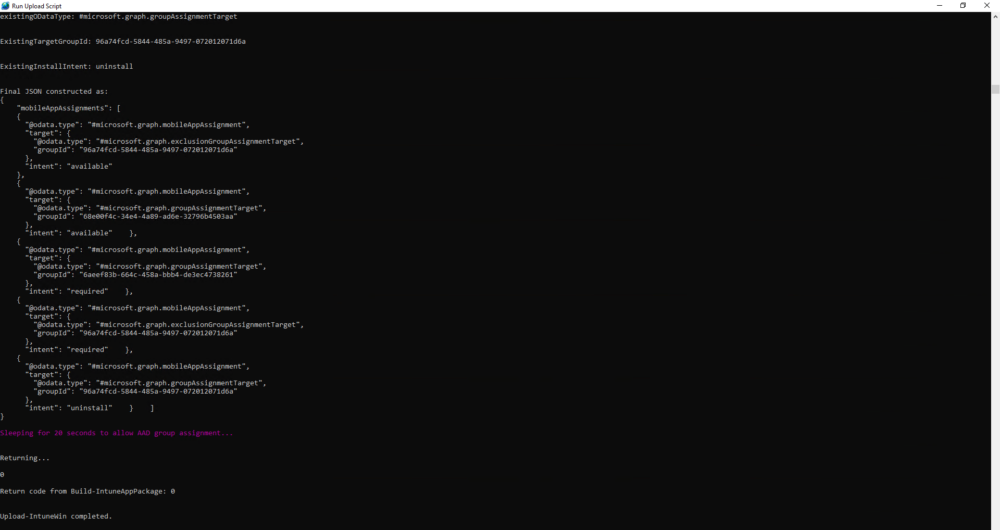 Run Upload Script
existingODataType: #microsoft.graph.groupAssignmentTarget
ExistingTargetGroupId: 96a74fcd-5844-485a-9497-072012071d6a
ExistingInstallIntent: uninstall
Final JSON constructed as:
{
    "mobileAppAssignments": [
    {
      "@odata.type": "#microsoft.graph.mobileAppAssignment",
      "target": {
        "@odata.type": "#microsoft.graph.exclusionGroupAssignmentTarget",
        "groupId": "96a74fcd-5844-485a-9497-072012071d6a"
      },
      "intent": "available"
    },
    {
      "@odata.type": "#microsoft.graph.mobileAppAssignment",
      "target": {
        "@odata.type": "#microsoft.graph.groupAssignmentTarget",
        "groupId": "68e00f4c-34e4-4a89-ad6e-32796b4503aa"
      },
      "intent": "available"    },
    {
      "@odata.type": "#microsoft.graph.mobileAppAssignment",
      "target": {
        "@odata.type": "#microsoft.graph.groupAssignmentTarget",
        "groupId": "6aeef83b-664c-458a-bbb4-de3ec4738261"
      },
      "intent": "required"    },
    {
      "@odata.type": "#microsoft.graph.mobileAppAssignment",
      "target": {
        "@odata.type": "#microsoft.graph.exclusionGroupAssignmentTarget",
        "groupId": "96a74fcd-5844-485a-9497-072012071d6a"
      },
      "intent": "required"    },
    {
      "@odata.type": "#microsoft.graph.mobileAppAssignment",
      "target": {
        "@odata.type": "#microsoft.graph.groupAssignmentTarget",
        "groupId": "96a74fcd-5844-485a-9497-072012071d6a"
      },
      "intent": "uninstall"    }    ]
}
Sleeping for 20 seconds to allow AAD group assignment...
Returning...
0
Return code from Build-IntuneAppPackage: 0
Upload-IntuneWin completed.